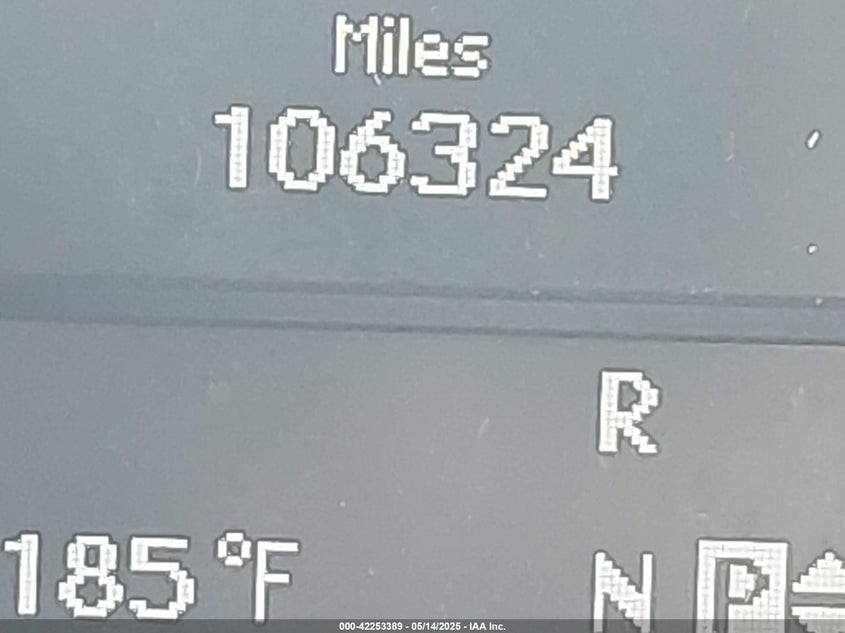 Miles
106324
R
185°F N P
000-42253389 - 05/14/2025 - IAA Inc.